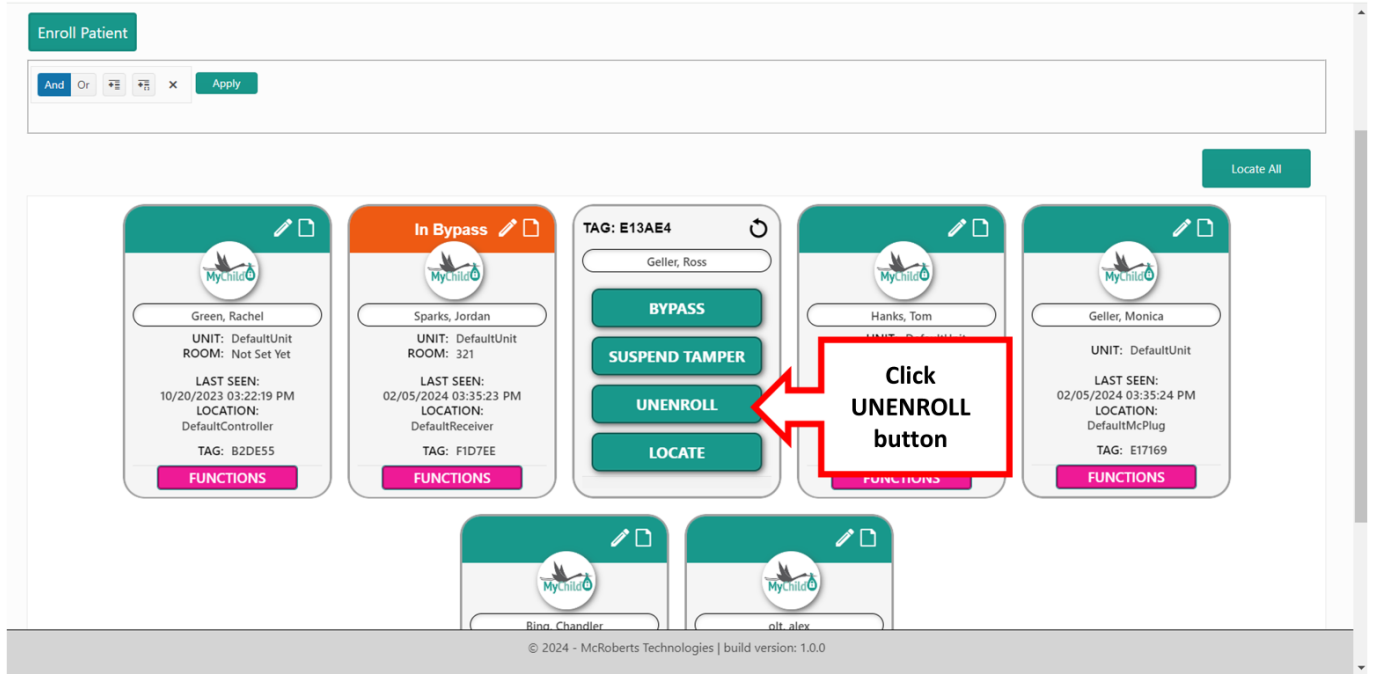 Enroll Patient
And Or Apply
Locate All
MyChild
Green, Rachel
UNIT: DefaultUnit
ROOM: Not Set Yet
LAST SEEN:
10/20/2023 03:22:19 PM
LOCATION:
DefaultController
TAG: B2DE55
FUNCTIONS
In Bypass
MyChild
Sparks, Jordan
UNIT: DefaultUnit
ROOM: 321
LAST SEEN:
02/05/2024 03:35:23 PM
LOCATION:
DefaultReceiver
TAG: F1D7EE
FUNCTIONS
TAG: E13AE4
Geller, Ross
BYPASS
SUSPEND TAMPER
UNENROLL
LOCATE
MyChild
Hanks, Tom
UNIT: DefaultUnit
FUNCTIONS
Click
UNENROLL
button
MyChild
Geller, Monica
UNIT: DefaultUnit
LAST SEEN:
02/05/2024 03:35:24 PM
LOCATION:
DefaultMcPlug
TAG: E17169
FUNCTIONS
MyChild
Bing, Chandler
MyChild
olt, alex
© 2024 - McRoberts Technologies | build version: 1.0.0